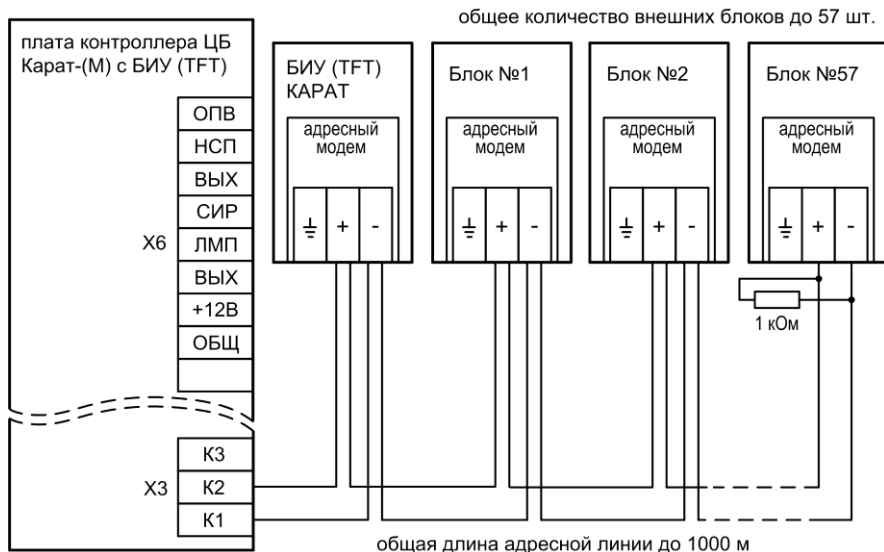 общее количество внешних блоков до 57 шт.
плата контроллера ЦБ
Карат-(М) с БИУ (TFT)
БИУ (TFT)
КАРАТ
Блок №1
Блок №2
Блок №57
адресный
модем
адресный
модем
адресный
модем
адресный
модем
+ -
+ -
+ -
+ -
X6
ОПВ
НСП
ВЫХ
СИР
ЛМП
ВЫХ
+12В
ОБЩ
1 кОм
X3
К3
К2
К1
общая длина адресной линии до 1000 м